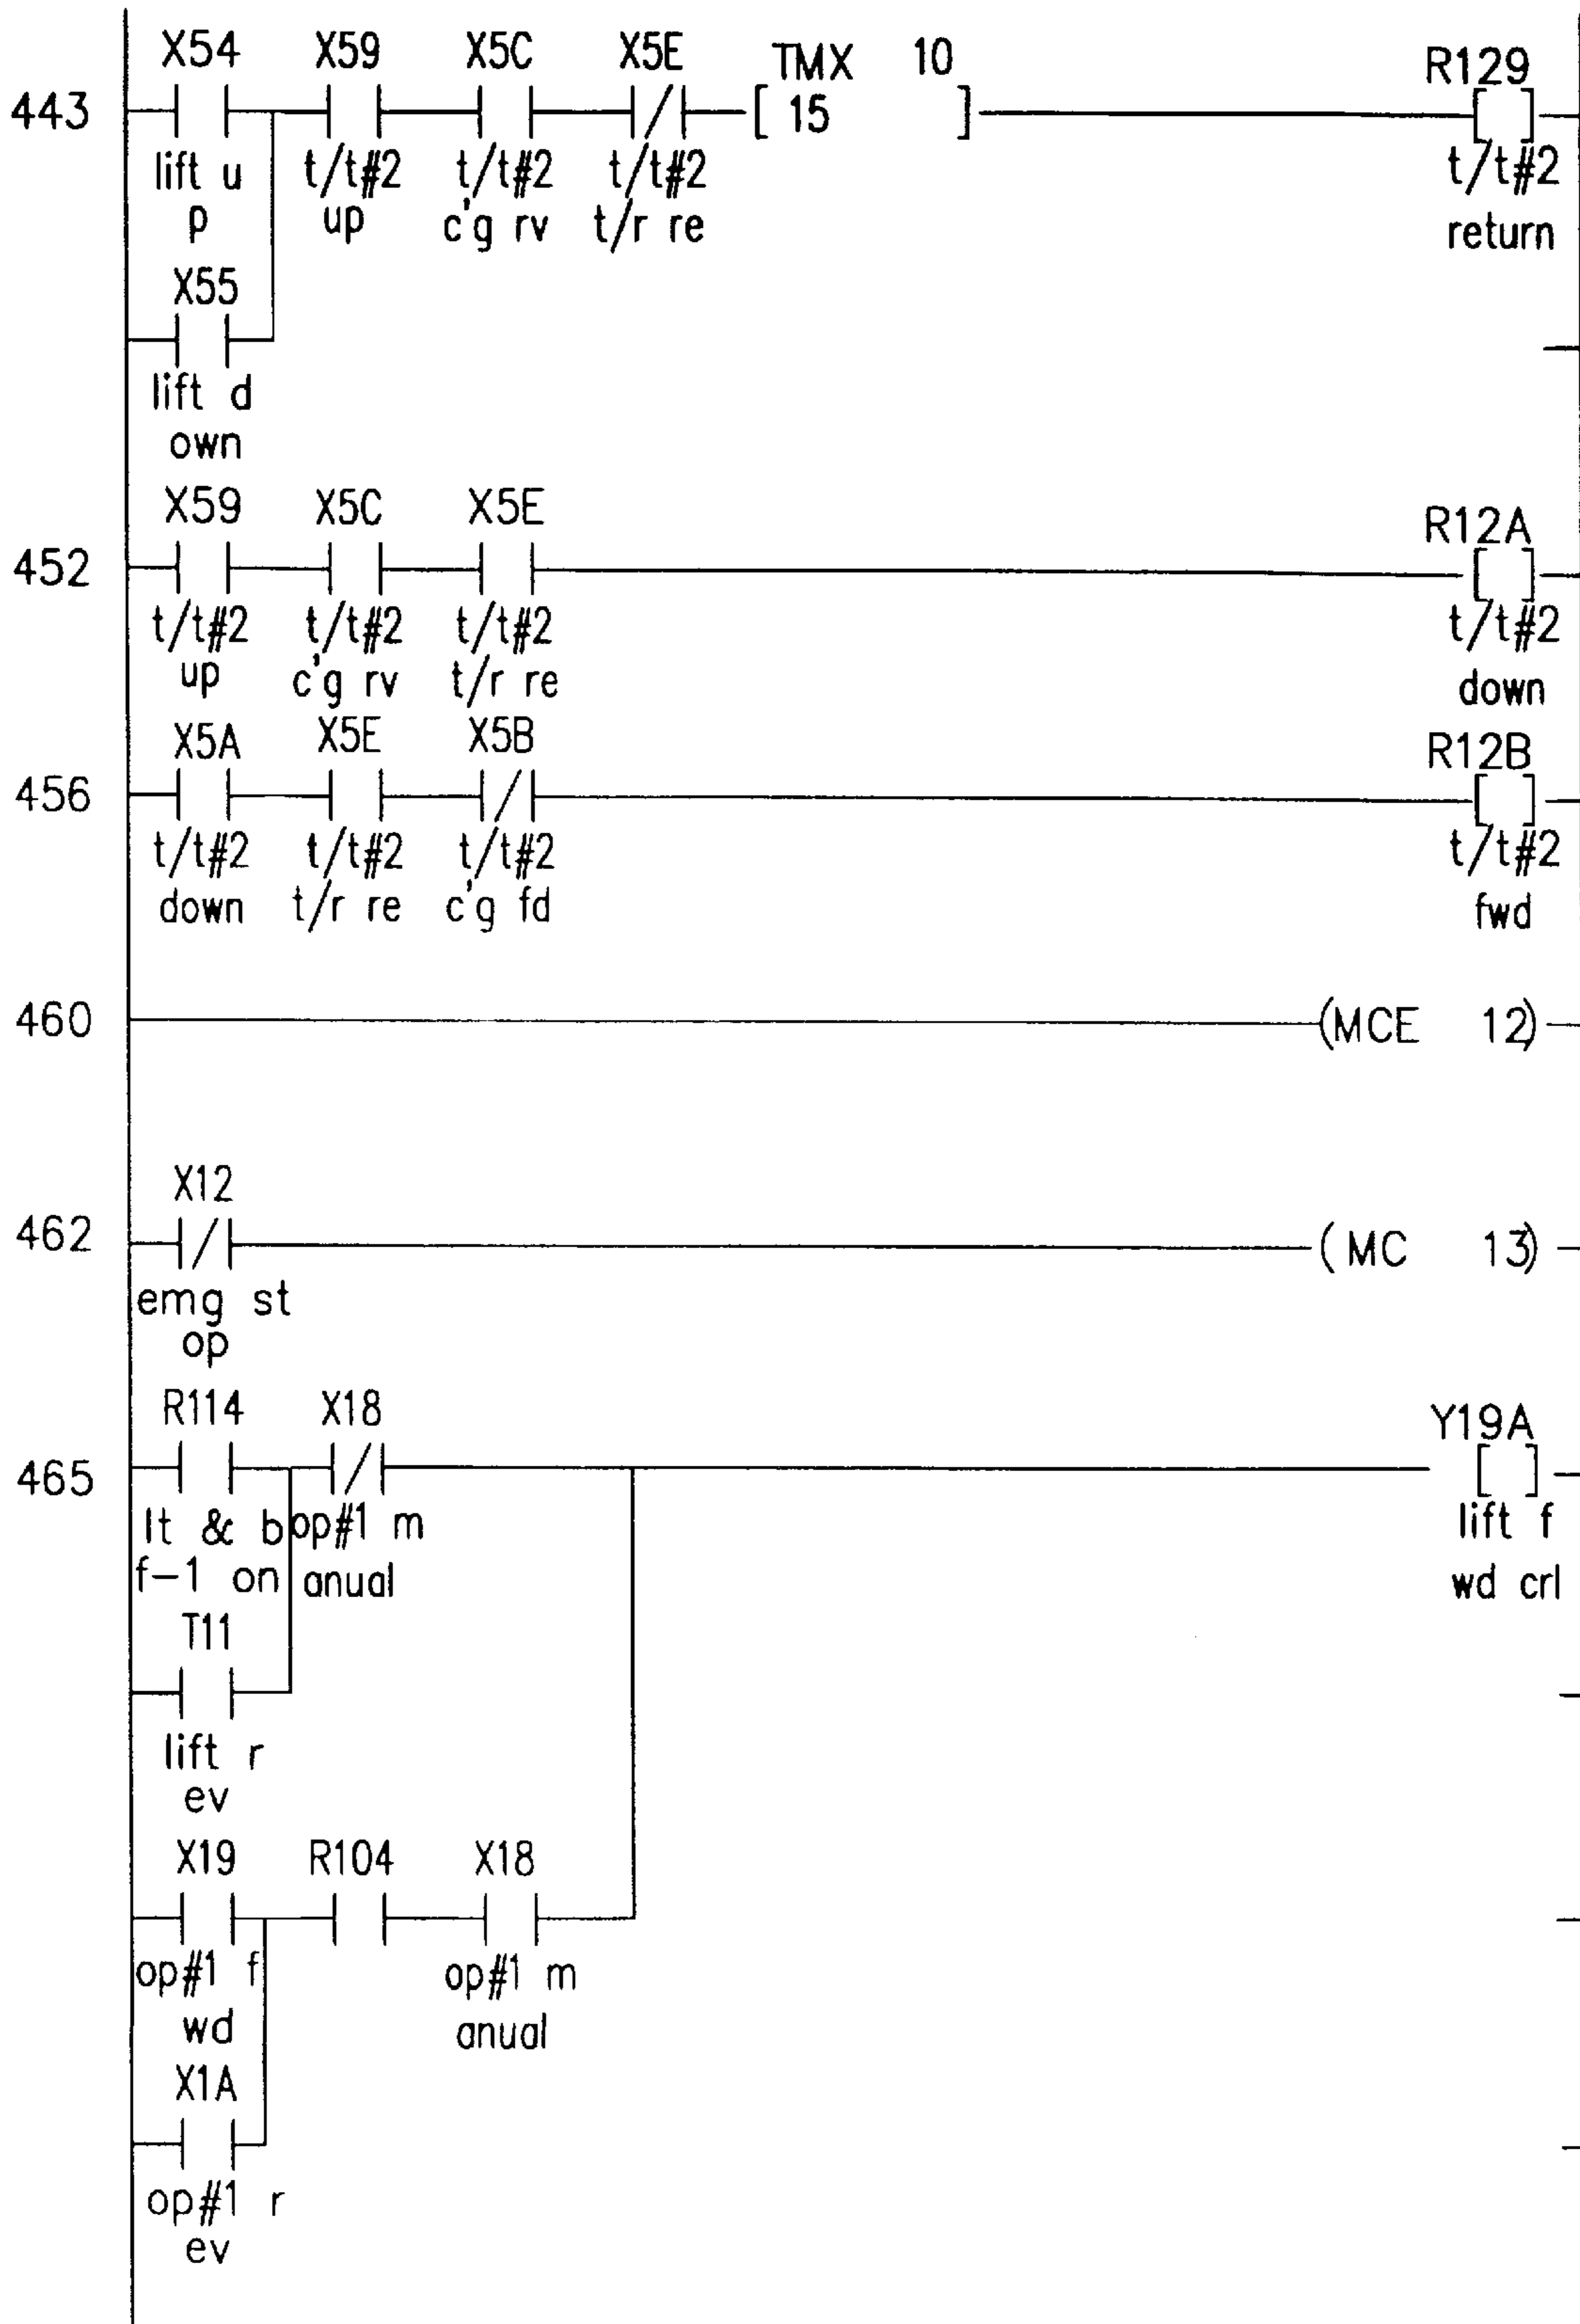 X54 X59 X5C X5E TMX 10 R129
443 [ 15 ] [ ]
lift u t/t#2 t/t#2 t/t#2 t/t#2
p up c'g rv t/r re return
X55
lift d
own
X59 X5C X5E R12A
452 [ ]
t/t#2 t/t#2 t/t#2 t/t#2
up c'g rv t/r re down
X5A X5E X5B R12B
456 [ ]
t/t#2 t/t#2 t/t#2 t/t#2
down t/r re c'g fd fwd
460 (MCE 12)
X12
462 (MC 13)
emg st
op
R114 X18 Y19A
465 [ ]
lt & b op#1 m lift f
f-1 on anual wd crl
T11
lift r
ev
X19 R104 X18
op#1 f op#1 m
wd anual
X1A
op#1 r
ev